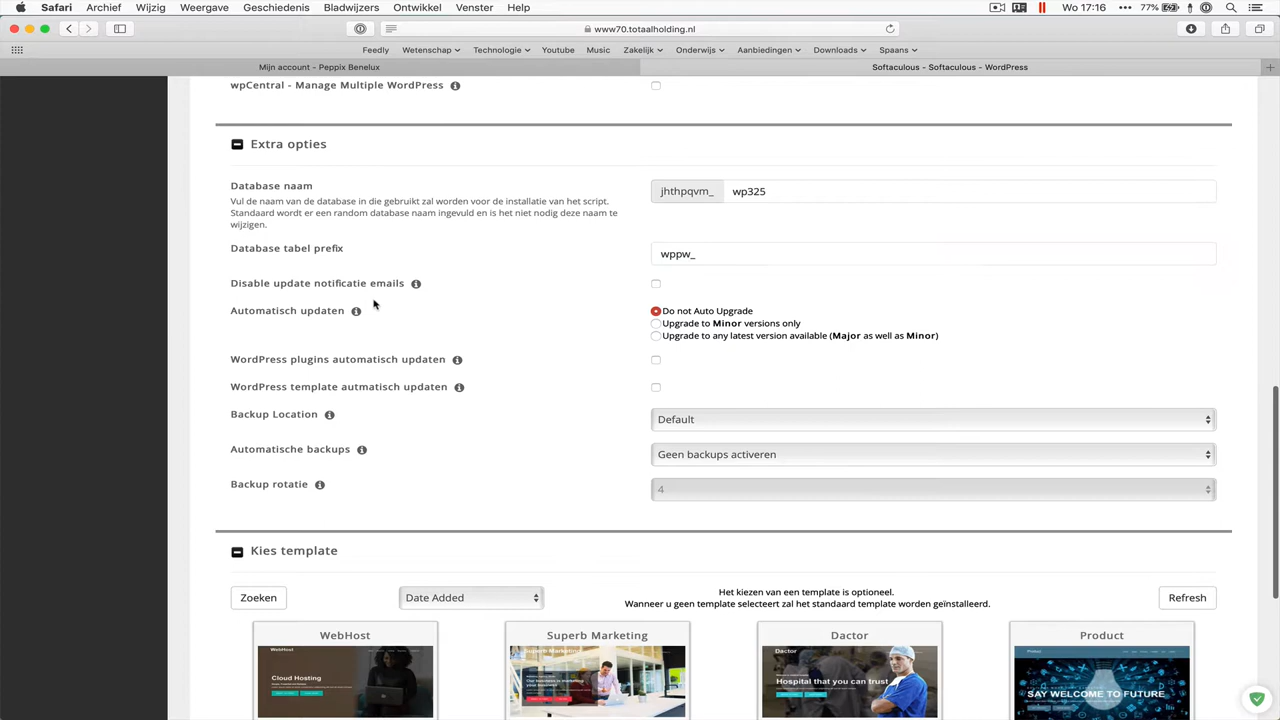 Safari Archief Wijzig Weergave Geschiedenis Bladwijzers Ontwikkel Venster Help Wo 17:16 77%
www70.totaalholding.nl
Feedly Wetenschap Technologie Youtube Music Zakelijk Onderwijs Aanbiedingen Downloads Spaans
Mijn account - Peppix Benelux Softaculous - Softaculous - WordPress
wpCentral - Manage Multiple WordPress
Extra opties
Database naam
jhthpqvm_ wp325
Vul de naam van de database in die gebruikt zal worden voor de installatie van het script.
Standaard wordt er een random database naam ingevuld en is het niet nodig deze naam te
wijzigen.
Database tabel prefix
wppw_
Disable update notificatie emails
Automatisch updaten
Do not Auto Upgrade
Upgrade to Minor versions only
Upgrade to any latest version available (Major as well as Minor)
WordPress plugins automatisch updaten
WordPress template autmatisch updaten
Backup Location
Default
Automatische backups
Geen backups activeren
Backup rotatie
4
Kies template
Zoeken
Date Added
Het kiezen van een template is optioneel.
Wanneer u geen template selecteert zal het standaard template worden geïnstalleerd.
Refresh
WebHost Superb Marketing Dactor Product
WebHost
Cloud Hosting
Superb Marketing
Dactor
Hospital that you can trust
SAY WELCOME TO FUTURE